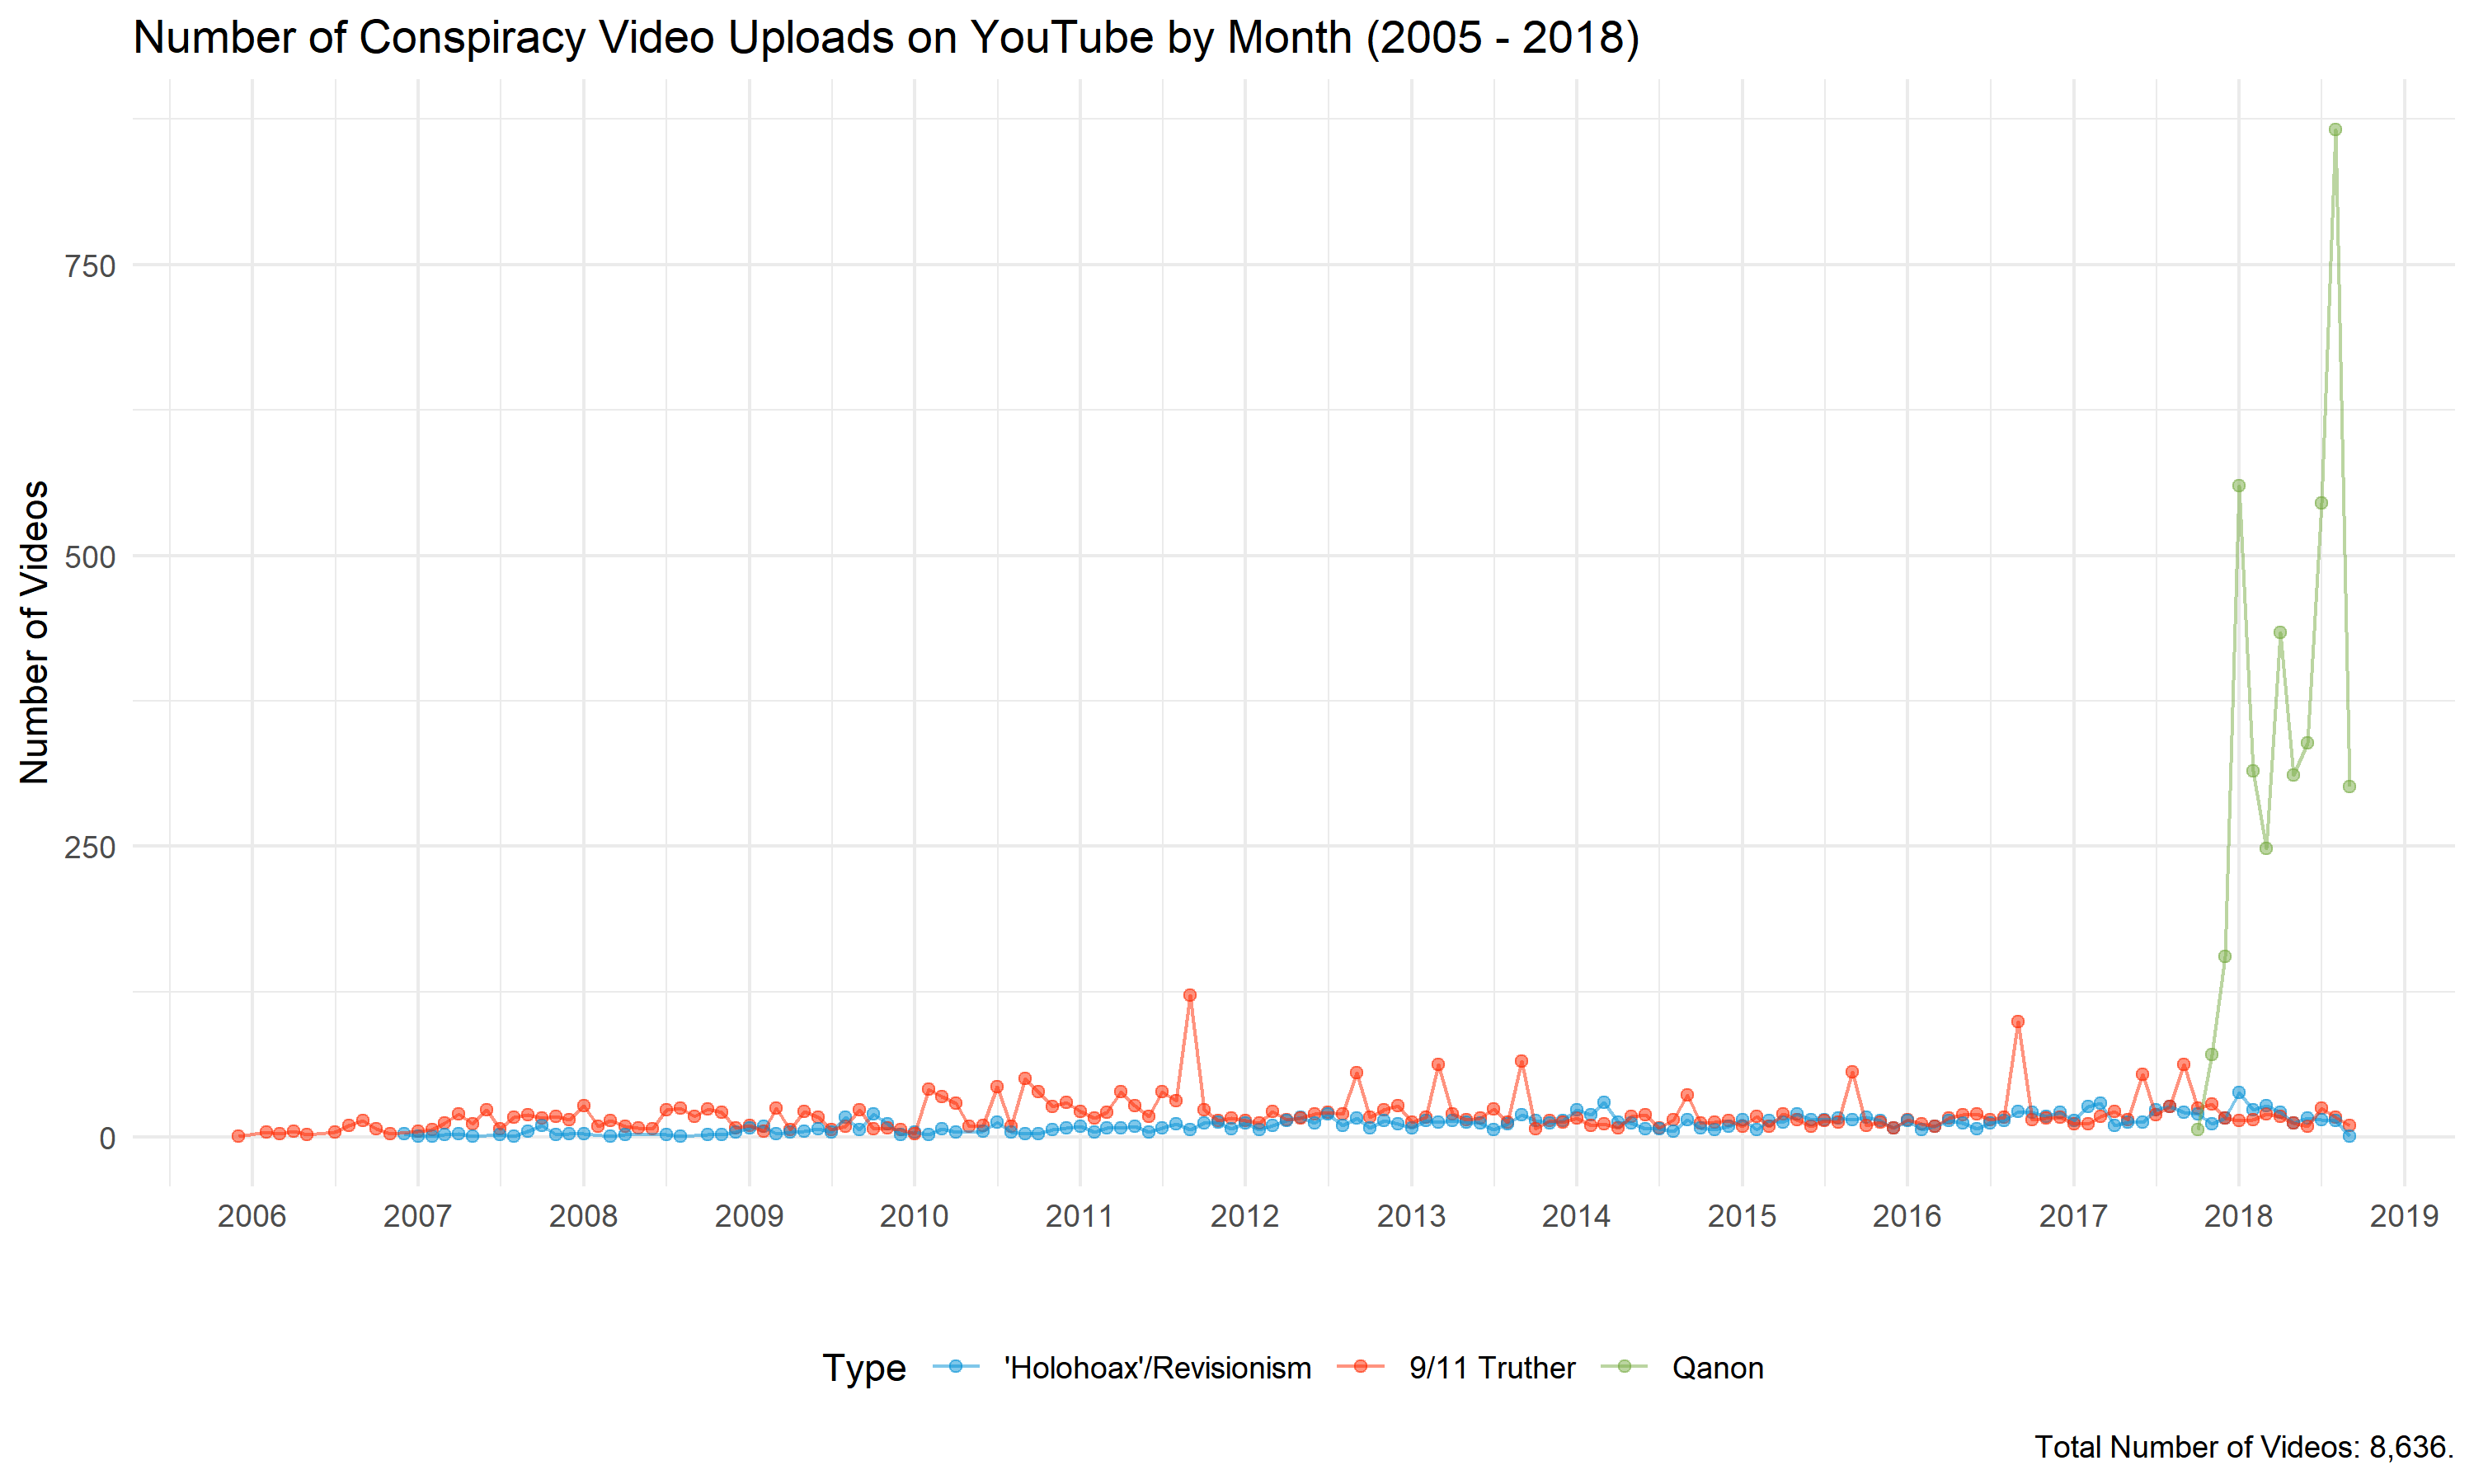 Number of Conspiracy Video Uploads on YouTube by Month (2005 - 2018)
Number of Videos
750
500
250
0
2006 2007 2008 2009 2010 2011 2012 2013 2014 2015 2016 2017 2018 2019
Type 'Holohoax'/Revisionism 9/11 Truther Qanon
Total Number of Videos: 8,636.